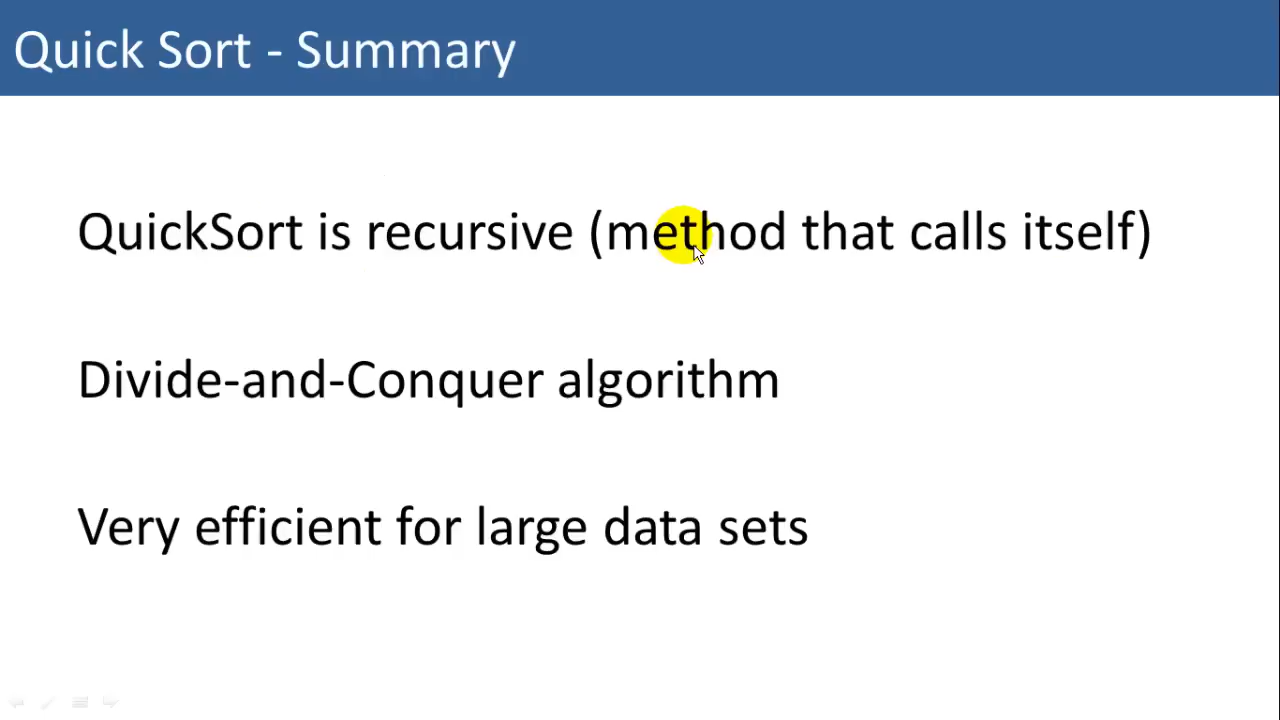 Quick Sort - Summary
QuickSort is recursive (method that calls itself)
Divide-and-Conquer algorithm
Very efficient for large data sets